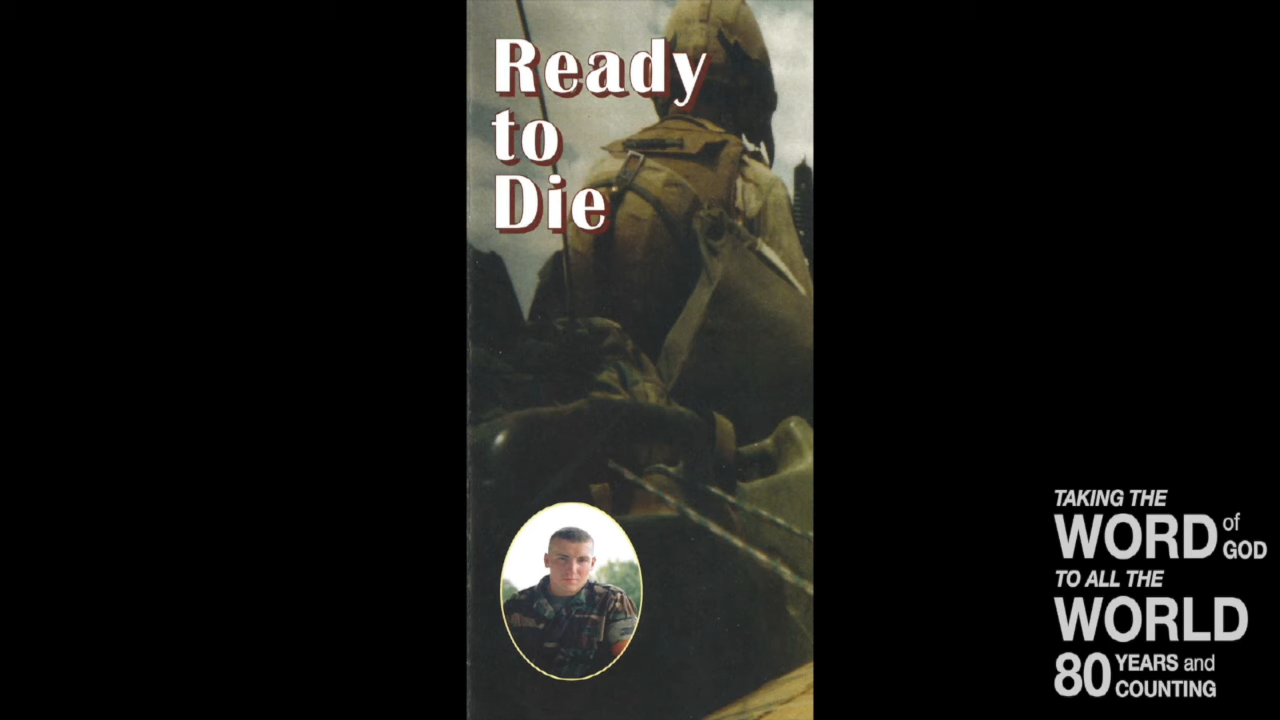 Ready
to
Die
TAKING THE
WORD of GOD
TO ALL THE
WORLD
80 YEARS and
COUNTING